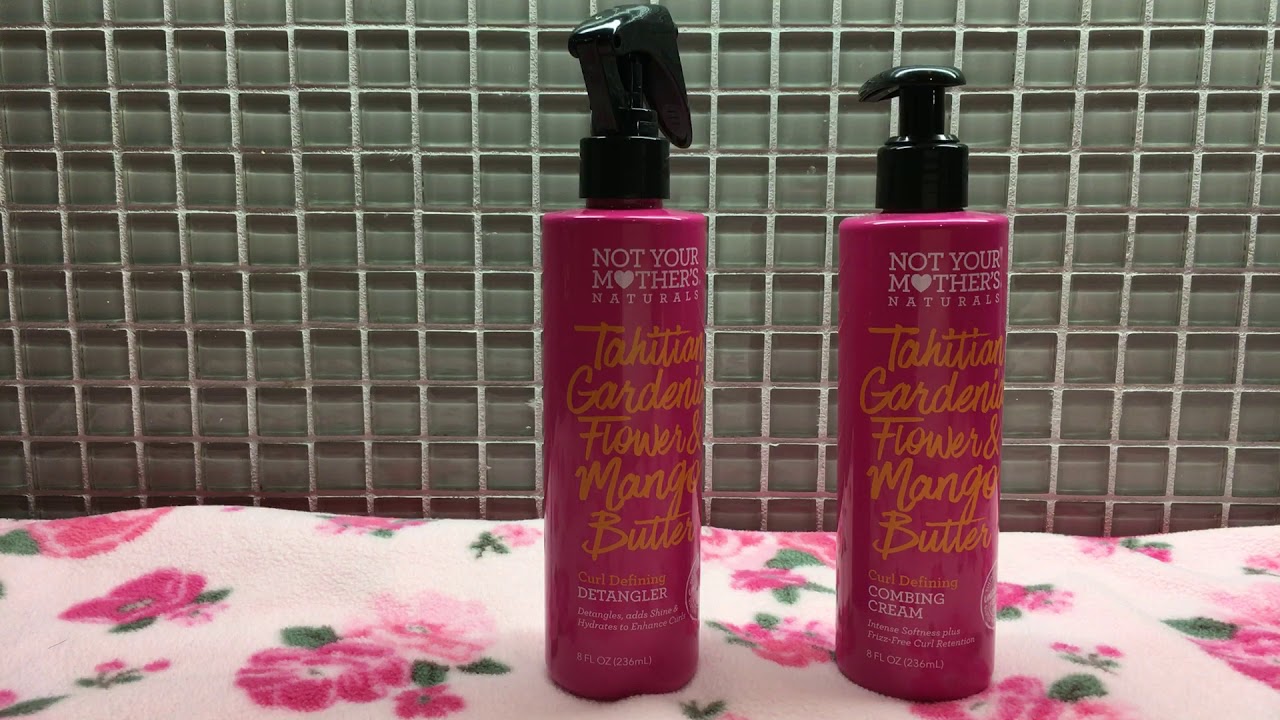 NOT YOUR
MOTHER'S
NATURALS
Tahitian
Gardenia
Flower &
Mango
Butter
Curl Defining
DETANGLER
Detangles, adds Shine &
Hydrates to Enhance Curls
8 FL OZ (236mL)
NOT YOUR
MOTHER'S
NATURALS
Tahitian
Gardenia
Flower &
Mango
Butter
Curl Defining
COMBING
CREAM
Intense Softness plus
Frizz-Free Curl Retention
8 FL OZ (236mL)